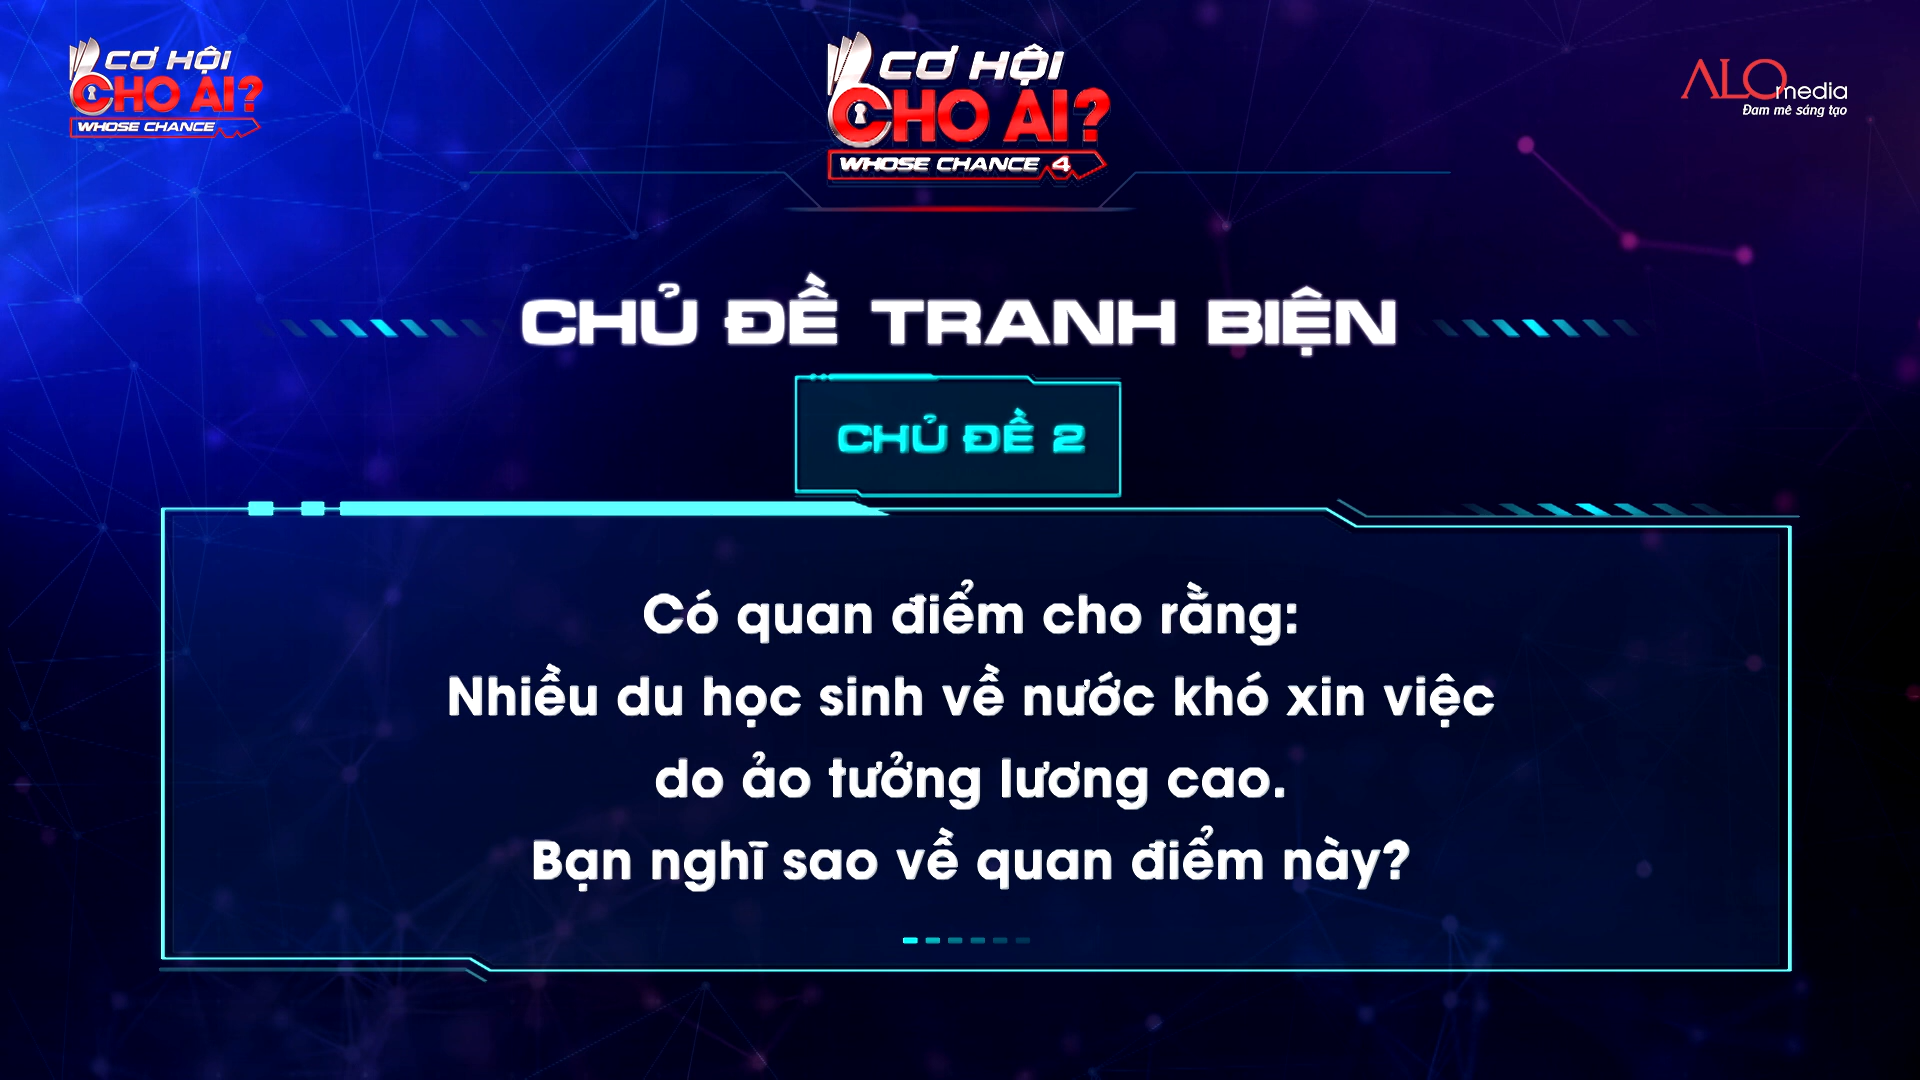 CƠ HỘI
CHO AI?
WHOSE CHANCE
CƠ HỘI
CHO AI?
WHOSE CHANCE 4
ALO media
Đam mê sáng tạo
CHỦ ĐỀ TRANH BIỆN
CHỦ ĐỀ 2
Có quan điểm cho rằng:
Nhiều du học sinh về nước khó xin việc
do ảo tưởng lương cao.
Bạn nghĩ sao về quan điểm này?